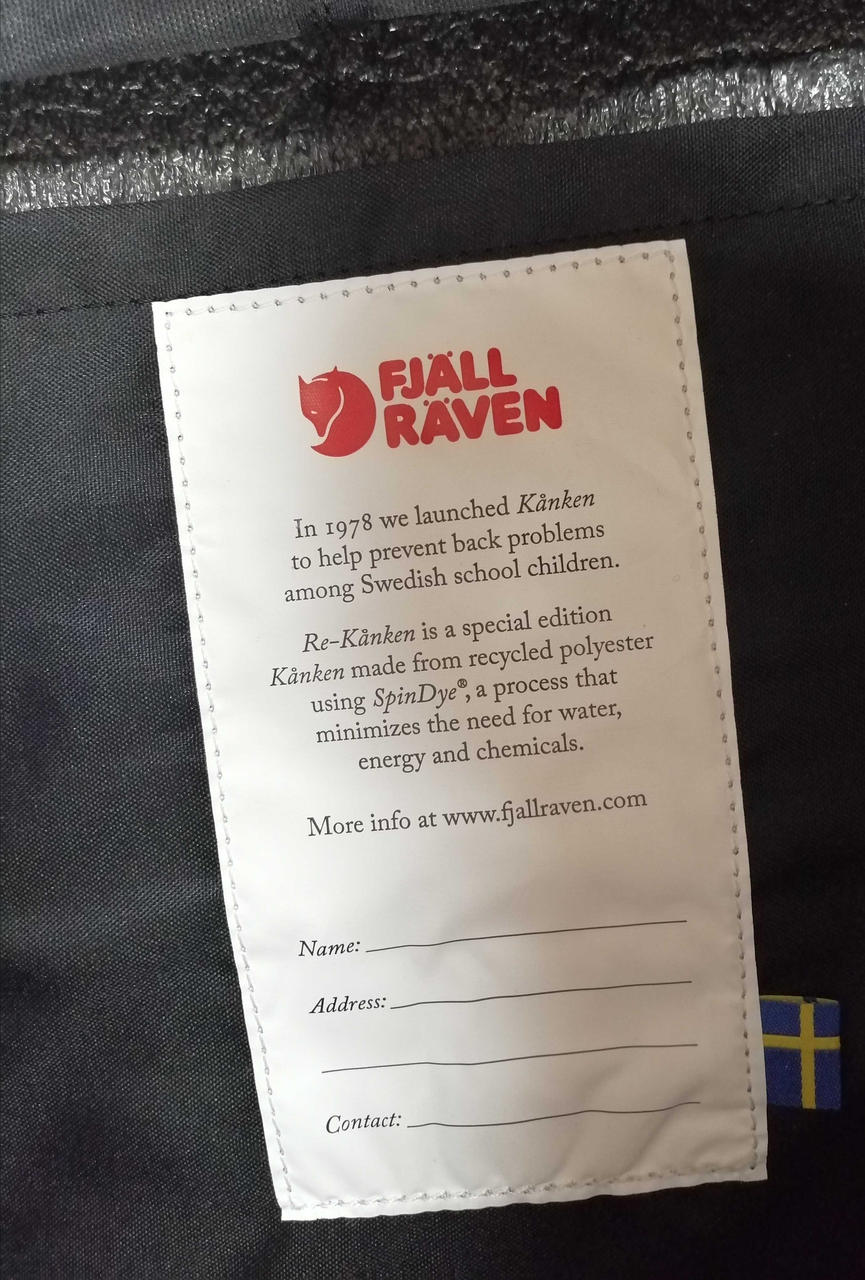 FJÄLL
RÄVEN
In 1978 we launched Kånken
to help prevent back problems
among Swedish school children.
Re-Kånken is a special edition
Kånken made from recycled polyester
using SpinDye®, a process that
minimizes the need for water,
energy and chemicals.
More info at www.fjallraven.com
Name:
Address:
Contact: